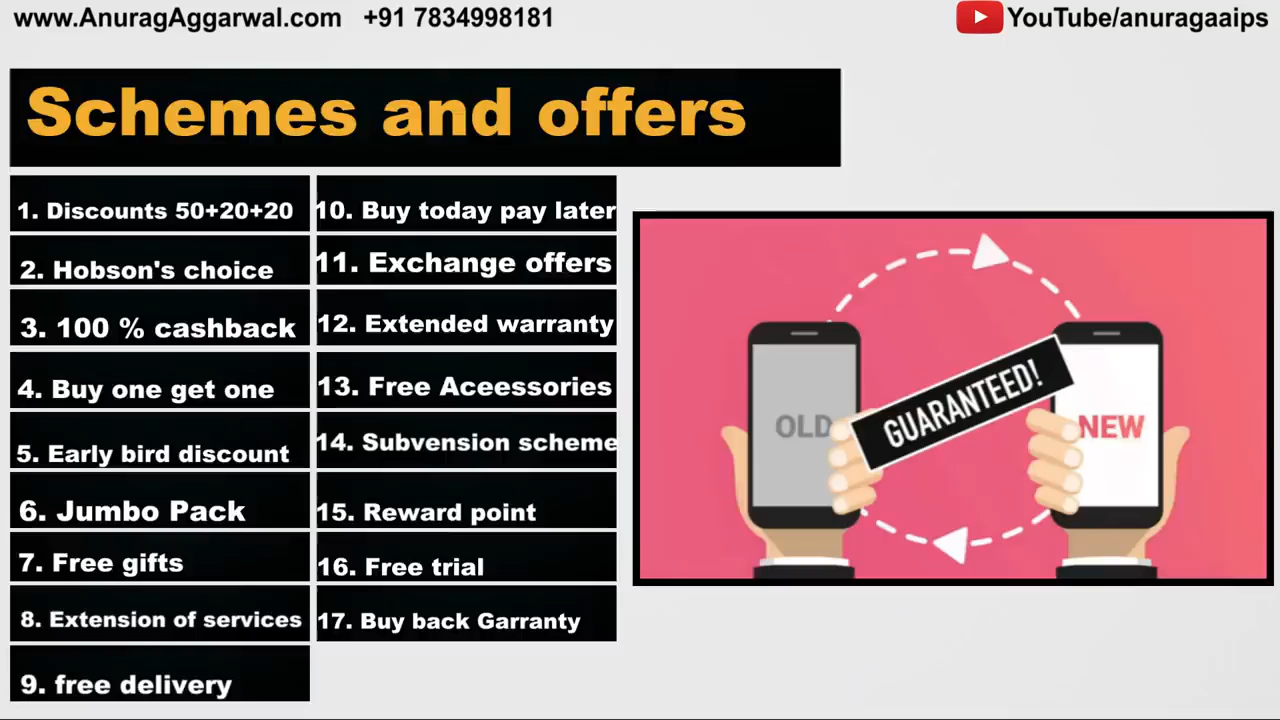 www.AnuragAggarwal.com +91 7834998181
YouTube/anuragaaips
Schemes and offers
1. Discounts 50+20+20
2. Hobson's choice
3. 100 % cashback
4. Buy one get one
5. Early bird discount
6. Jumbo Pack
7. Free gifts
8. Extension of services
9. free delivery
10. Buy today pay later
11. Exchange offers
12. Extended warranty
13. Free Aceessories
14. Subvension scheme
15. Reward point
16. Free trial
17. Buy back Garranty
OLD
GUARANTEED!
NEW